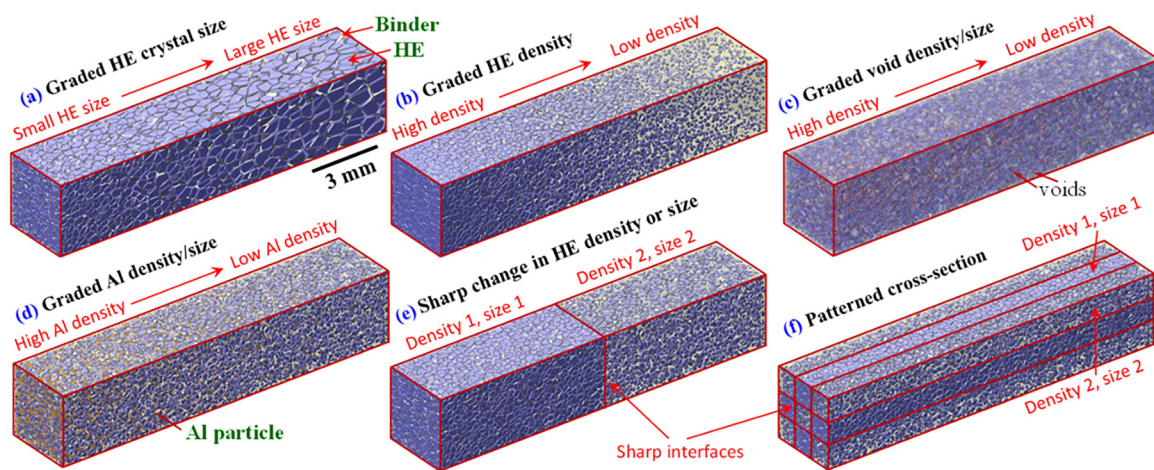 (a) Graded HE crystal size
Small HE size
Large HE size
Binder
HE
3 mm
(b) Graded HE density
High density
Low density
(c) Graded void density/size
High density
Low density
voids
(d) Graded Al density/size
High Al density
Low Al density
Al particle
(e) Sharp change in HE density or size
Density 1, size 1
Density 2, size 2
Sharp interfaces
(f) Patterned cross-section
Density 1, size 1
Density 2, size 2